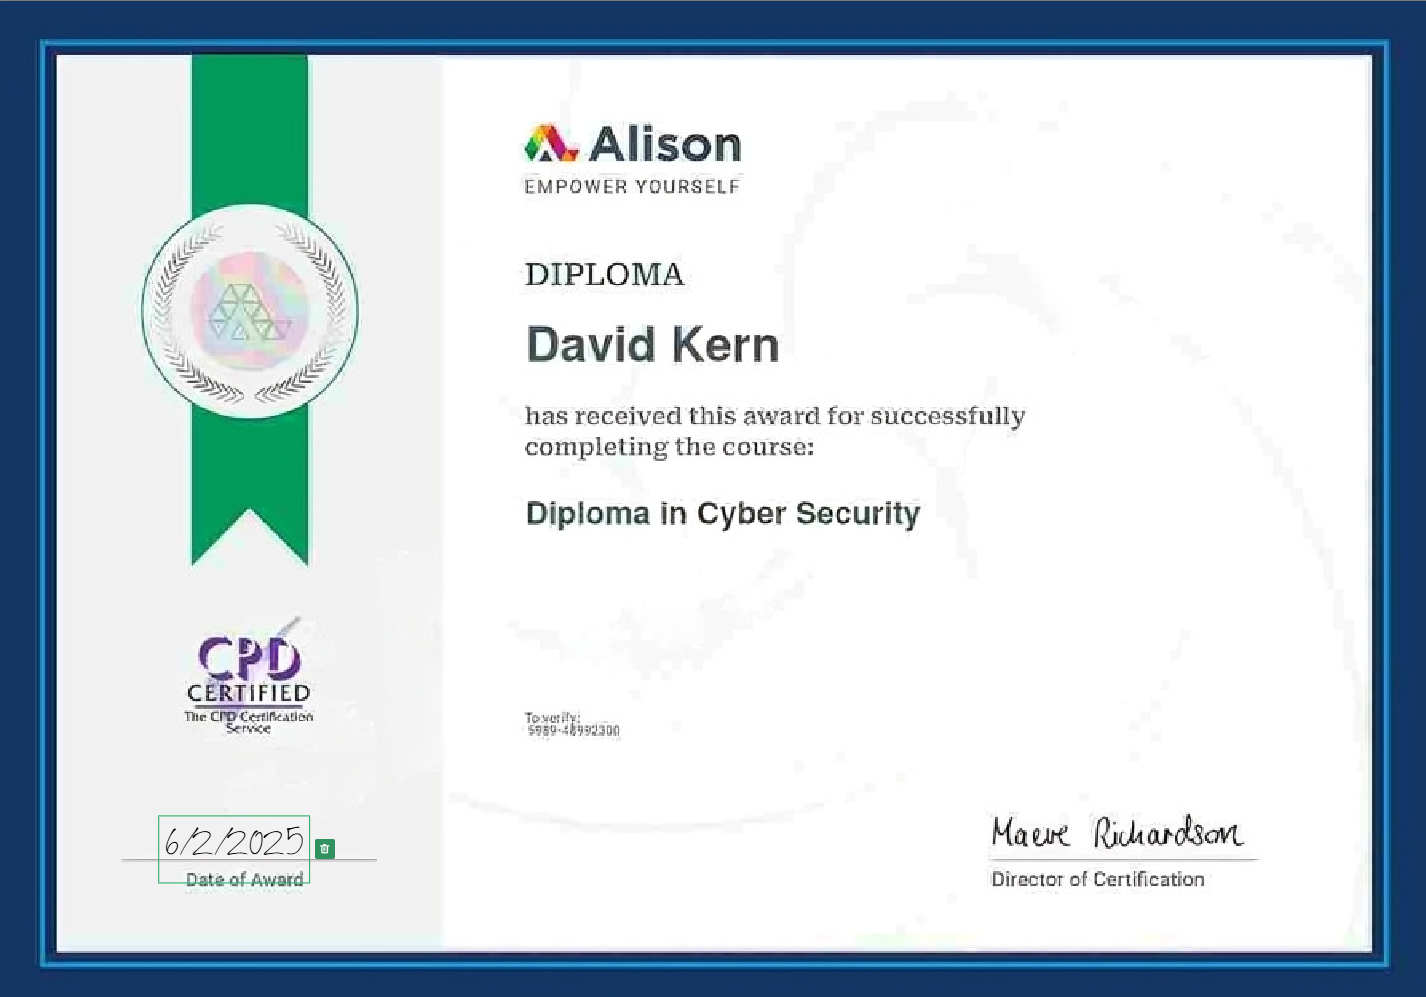 Alison
EMPOWER YOURSELF
DIPLOMA
David Kern
has received this award for successfully
completing the course:
Diploma in Cyber Security
CPD
CERTIFIED
The CPD Certification
Service
To verify:
5989-48992300
6/2/2025
Date of Award
Maeve Richardson
Director of Certification